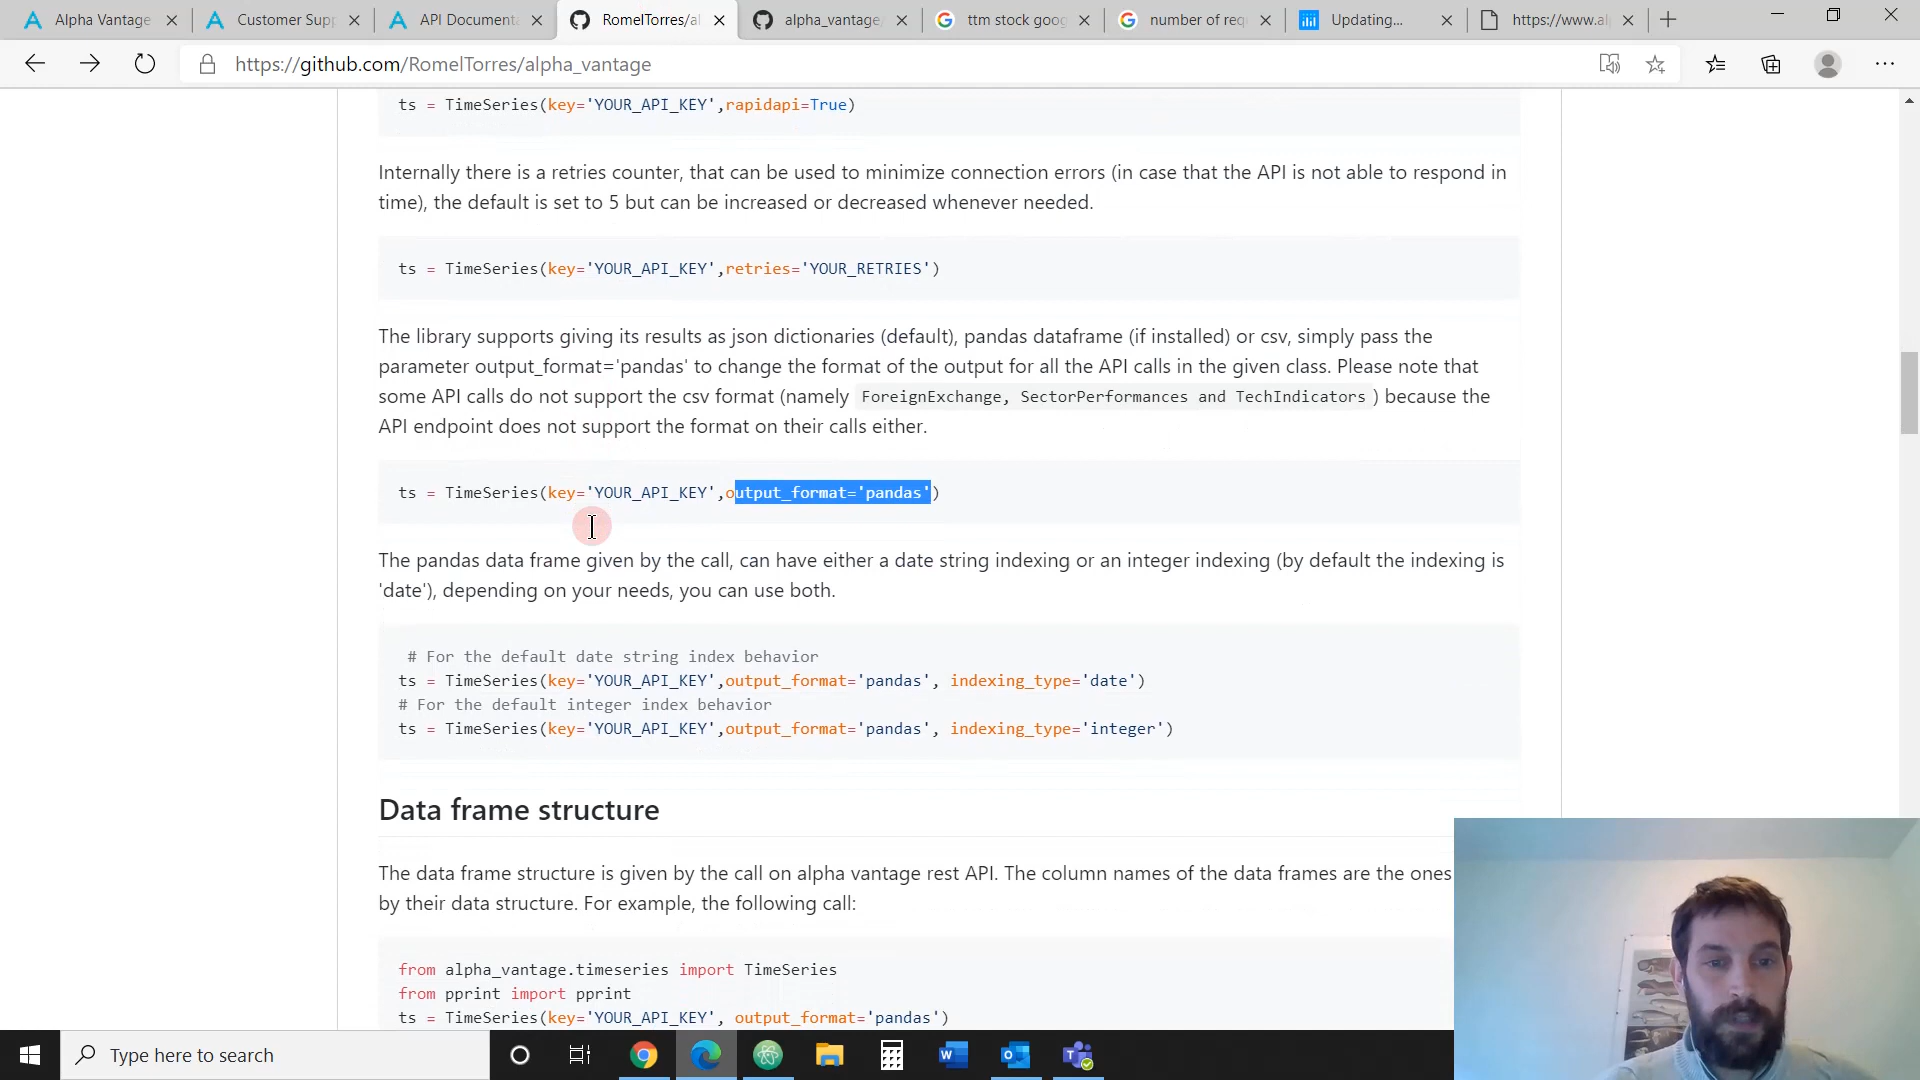 Alpha Vantage
Customer Supp
API Documenta
RomelTorres/al
alpha_vantage/
ttm stock goog
number of req
Updating...
https://www.al
https://github.com/RomelTorres/alpha_vantage
ts = TimeSeries(key='YOUR_API_KEY',rapidapi=True)
Internally there is a retries counter, that can be used to minimize connection errors (in case that the API is not able to respond in
time), the default is set to 5 but can be increased or decreased whenever needed.
ts = TimeSeries(key='YOUR_API_KEY',retries='YOUR_RETRIES')
The library supports giving its results as json dictionaries (default), pandas dataframe (if installed) or csv, simply pass the
parameter output_format='pandas' to change the format of the output for all the API calls in the given class. Please note that
some API calls do not support the csv format (namely ForeignExchange, SectorPerformances and TechIndicators ) because the
API endpoint does not support the format on their calls either.
ts = TimeSeries(key='YOUR_API_KEY',output_format='pandas')
The pandas data frame given by the call, can have either a date string indexing or an integer indexing (by default the indexing is
'date'), depending on your needs, you can use both.
# For the default date string index behavior
ts = TimeSeries(key='YOUR_API_KEY',output_format='pandas', indexing_type='date')
# For the default integer index behavior
ts = TimeSeries(key='YOUR_API_KEY',output_format='pandas', indexing_type='integer')
Data frame structure
The data frame structure is given by the call on alpha vantage rest API. The column names of the data frames are the ones
by their data structure. For example, the following call:
from alpha_vantage.timeseries import TimeSeries
from pprint import pprint
ts = TimeSeries(key='YOUR_API_KEY', output_format='pandas')
Type here to search